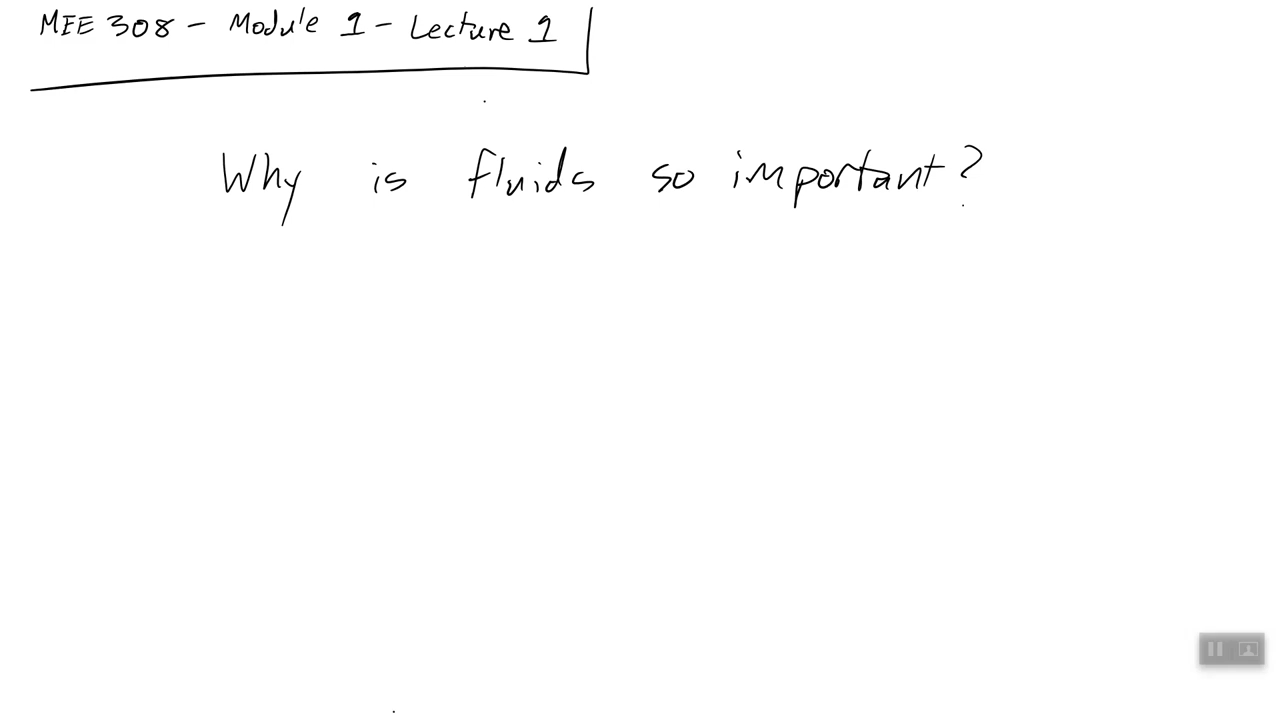 MEE 308 - Module 1 - Lecture 1
Why is fluids so important?